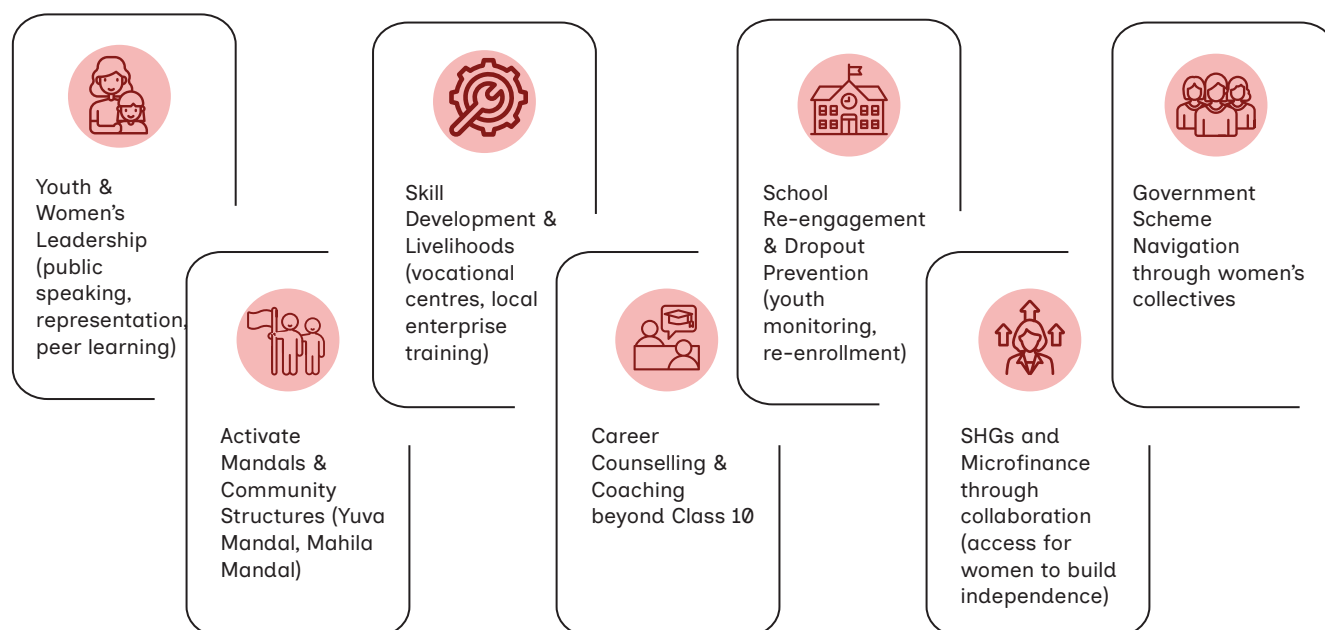 Youth &
Women’s
Leadership
(public
speaking,
representation,
peer learning)
Activate
Mandals &
Community
Structures (Yuva
Mandal, Mahila
Mandal)
Skill
Development &
Livelihoods
(vocational
centres, local
enterprise
training)
Career
Counselling &
Coaching
beyond Class 10
School
Re-engagement
& Dropout
Prevention
(youth
monitoring,
re-enrollment)
SHGs and
Microfinance
through
collaboration
(access for
women to build
independence)
Government
Scheme
Navigation
through women’s
collectives